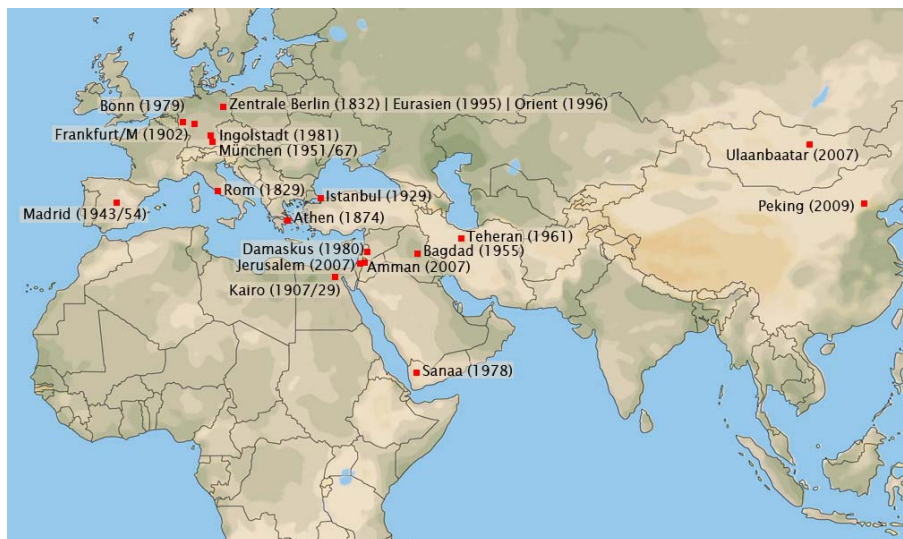 Bonn (1979)
Zentrale Berlin (1832) | Eurasien (1995) | Orient (1996)
Frankfurt/M (1902)
Ingolstadt (1981)
München (1951/67)
Ulaanbaatar (2007)
Rom (1829)
Istanbul (1929)
Madrid (1943/54)
Peking (2009)
Athen (1874)
Teheran (1961)
Damaskus (1980)
Bagdad (1955)
Jerusalem (2007)
Amman (2007)
Kairo (1907/29)
Sanaa (1978)